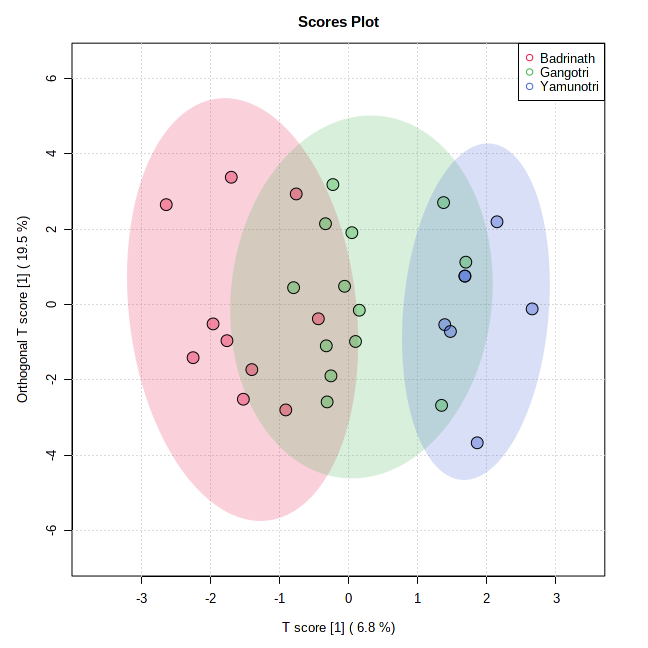 Scores Plot
Badrinath
Gangotri
Yamunotri
6
4
2
0
-2
-4
-6
Orthogonal T score [1] ( 19.5 %)
-3 -2 -1 0 1 2 3
T score [1] ( 6.8 %)